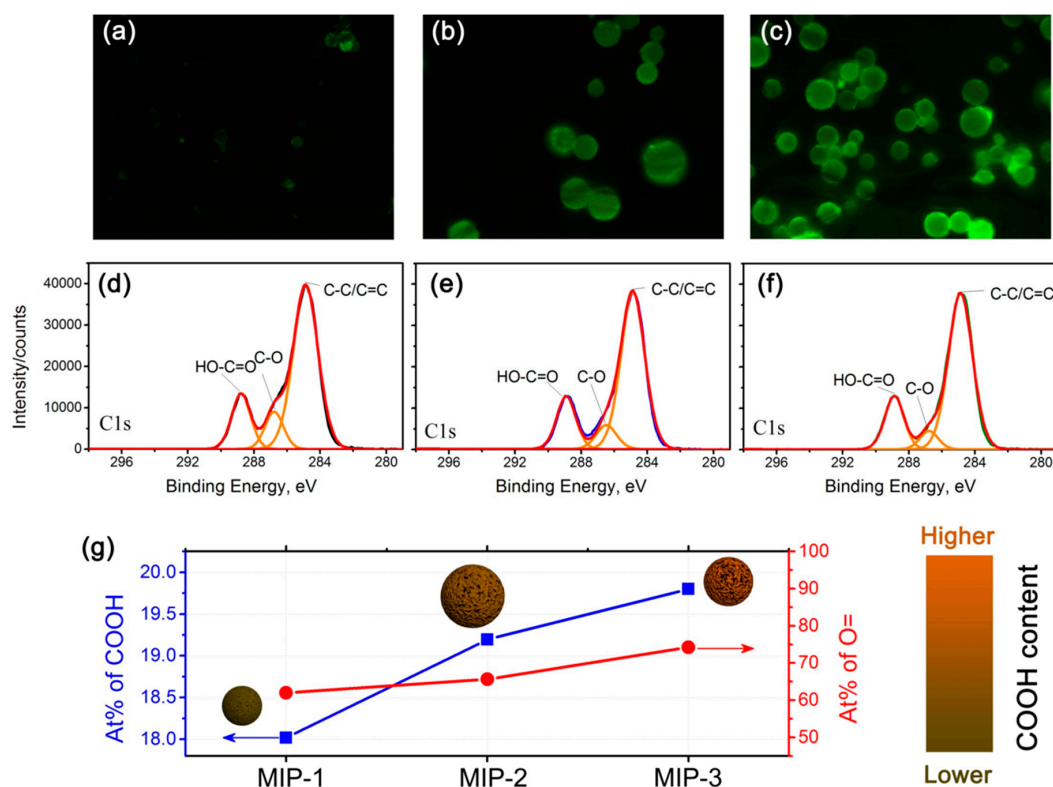 (a)
(b)
(c)
(d)
C-C/C=C
C-O
HO-C=O
C1s
Intensity/counts
40000
30000
20000
10000
0
296
292
288
284
280
Binding Energy, eV
(e)
C-C/C=C
HO-C=O
C-O
C1s
296
292
288
284
280
Binding Energy, eV
(f)
C-C/C=C
HO-C=O
C-O
C1s
296
292
288
284
280
Binding Energy, eV
(g)
At% of COOH
20.0
19.5
19.0
18.5
18.0
MIP-1
MIP-2
MIP-3
100
90
80
70
60
50
At% of O=
Higher
COOH content
Lower